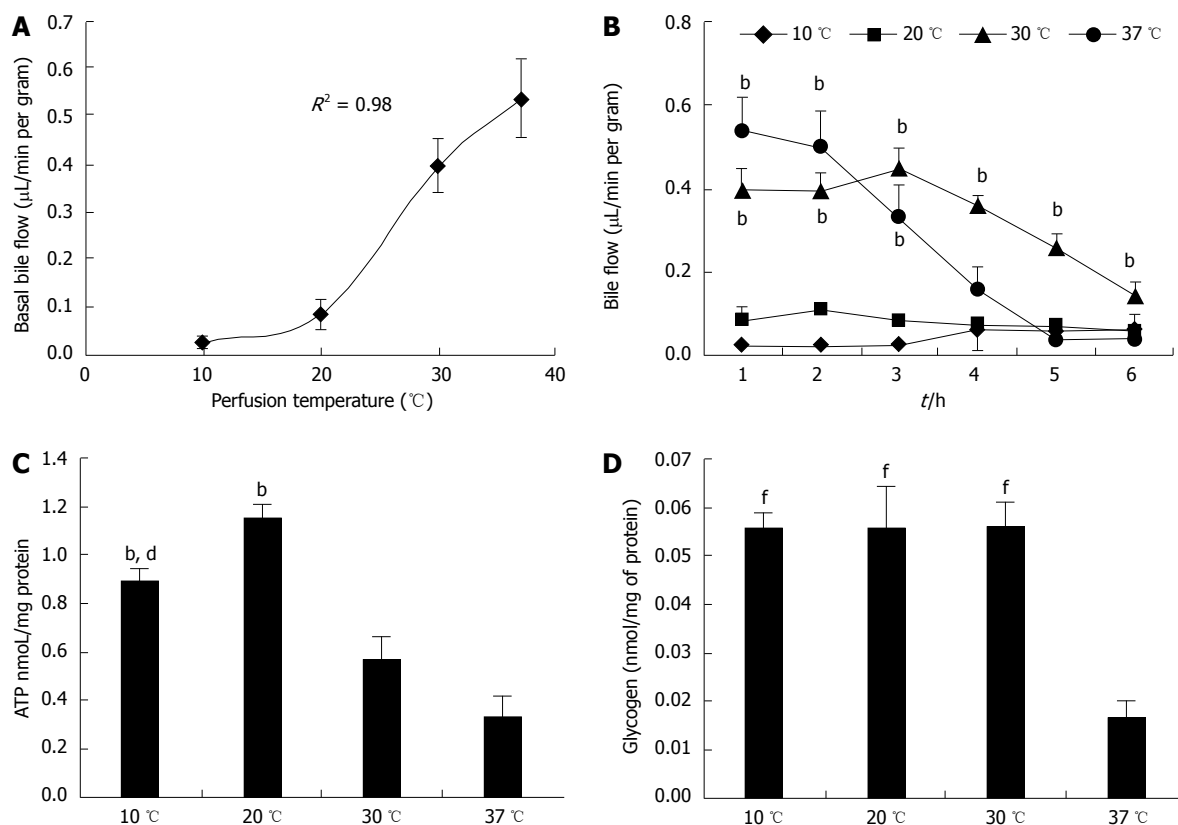 A
Basal bile flow (μL/min per gram)
0.7
0.6
0.5
0.4
0.3
0.2
0.1
0.0
R² = 0.98
0 10 20 30 40
Perfusion temperature (℃)
B
10 ℃ 20 ℃ 30 ℃ 37 ℃
Bile flow (μL/min per gram)
0.8
0.6
0.4
0.2
0.0
b b
b b b b b b
b b
1 2 3 4 5 6
t/h
C
ATP nmoL/mg protein
1.4
1.2
1.0
0.8
0.6
0.4
0.2
0.0
b, d b
10 ℃ 20 ℃ 30 ℃ 37 ℃
D
Glycogen (nmol/mg of protein)
0.07
0.06
0.05
0.04
0.03
0.02
0.01
0.00
f f f
10 ℃ 20 ℃ 30 ℃ 37 ℃